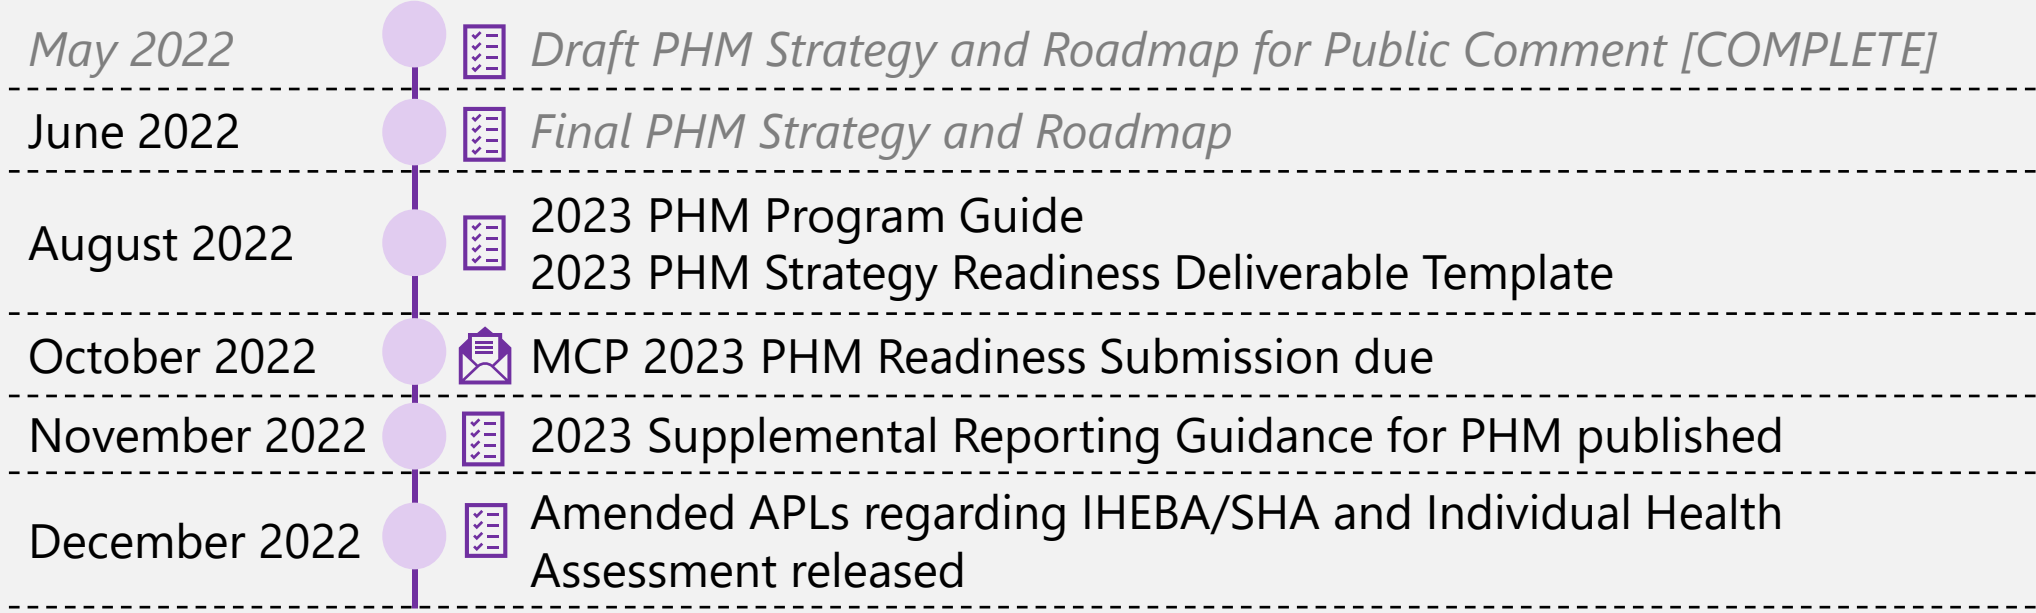 May 2022
Draft PHM Strategy and Roadmap for Public Comment [COMPLETE]
June 2022
Final PHM Strategy and Roadmap
August 2022
2023 PHM Program Guide
2023 PHM Strategy Readiness Deliverable Template
October 2022
MCP 2023 PHM Readiness Submission due
November 2022
2023 Supplemental Reporting Guidance for PHM published
December 2022
Amended APLs regarding IHEBA/SHA and Individual Health
Assessment released